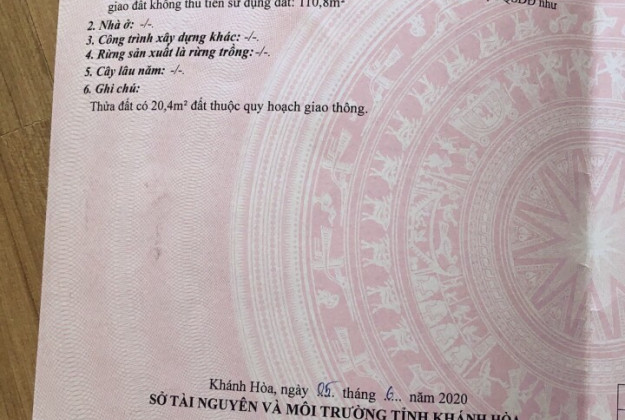 giao đất không thu tiền sử dụng đất: 110,8m² QSDĐ như
2. Nhà ở: -/-.
3. Công trình xây dựng khác: -/-.
4. Rừng sản xuất là rừng trồng:-/-.
5. Cây lâu năm: -/-.
6. Ghi chú:
Thửa đất có 20,4m² đất thuộc quy hoạch giao thông.
Khánh Hòa, ngày 05. tháng .6.. năm 2020
SỞ TÀI NGUYÊN VÀ MÔI TRƯỜNG TỈNH KHÁNH HÒA